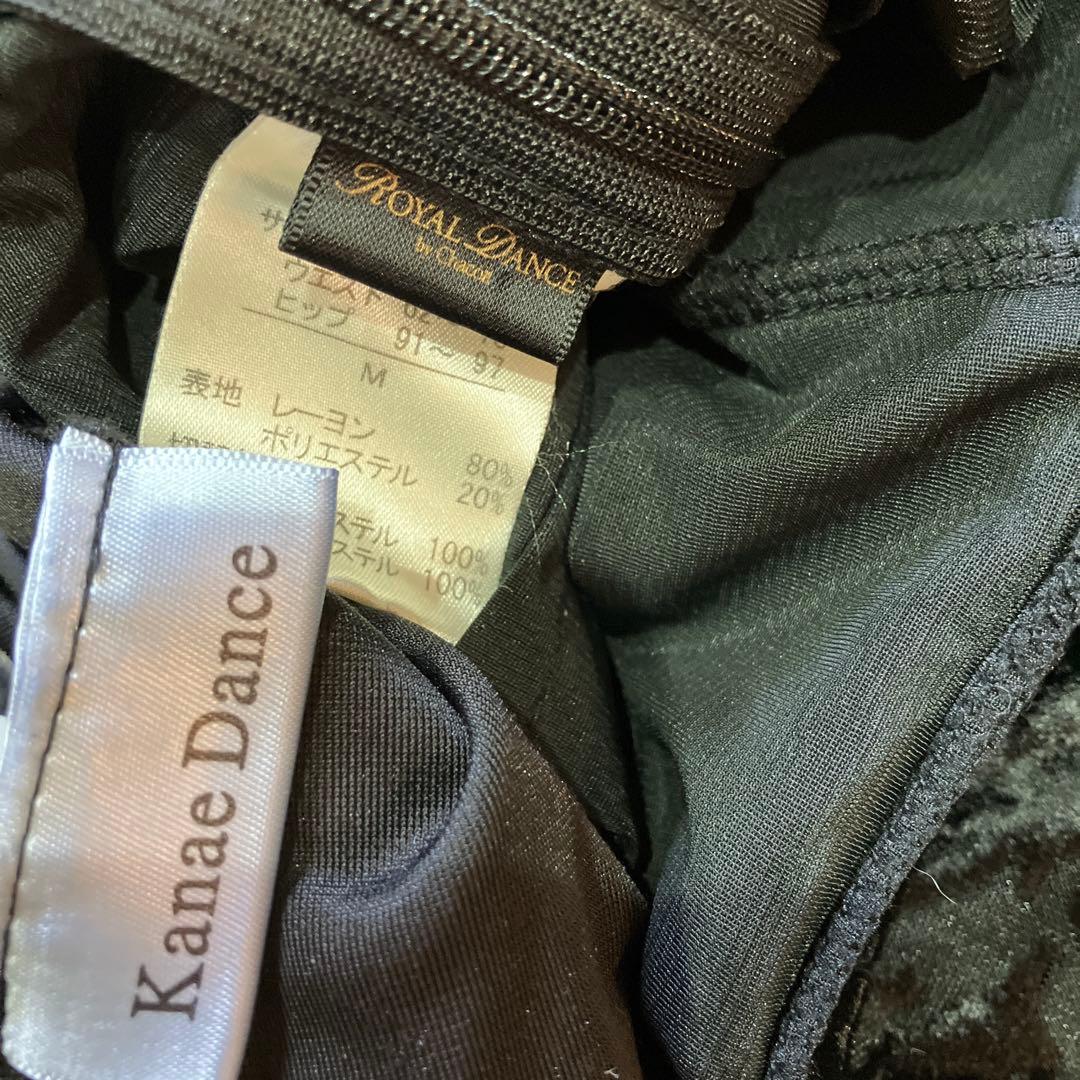 ROYAL DANCE
by Chacott
サ
ウエスト
ヒップ 91～97
M
表地 レーヨン 80%
ポリエステル 20%
ステル 100%
ステル 100%
Kanae Dance